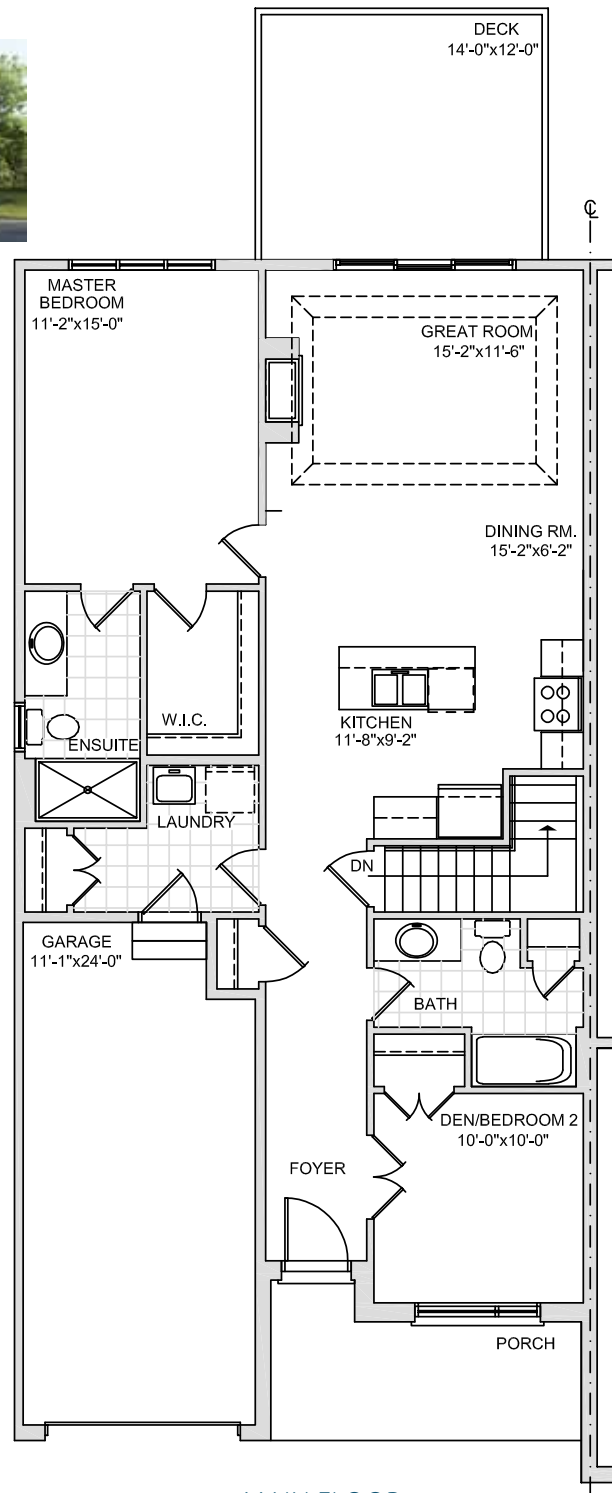 DECK
14'-0"x12'-0"
℄
MASTER
BEDROOM
11'-2"x15'-0"
GREAT ROOM
15'-2"x11'-6"
DINING RM.
15'-2"x6'-2"
W.I.C.
KITCHEN
11'-8"x9'-2"
ENSUITE
LAUNDRY
DN
GARAGE
11'-1"x24'-0"
BATH
DEN/BEDROOM 2
10'-0"x10'-0"
FOYER
PORCH
MAIN FLOOR